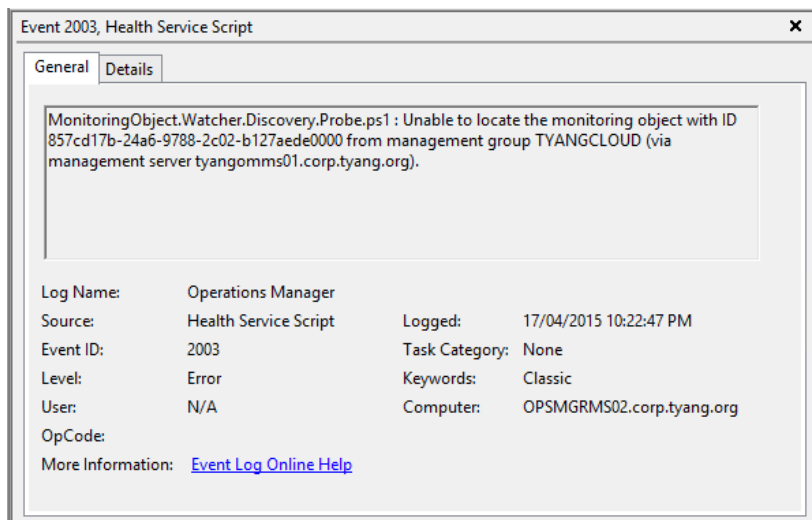 Event 2003, Health Service Script
General Details
MonitoringObject.Watcher.Discovery.Probe.ps1 : Unable to locate the monitoring object with ID
857cd17b-24a6-9788-2c02-b127aede0000 from management group TYANGCLOUD (via
management server tyangomms01.corp.tyang.org).
Log Name: Operations Manager
Source: Health Service Script Logged: 17/04/2015 10:22:47 PM
Event ID: 2003 Task Category: None
Level: Error Keywords: Classic
User: N/A Computer: OPSMGRMS02.corp.tyang.org
OpCode:
More Information: Event Log Online Help